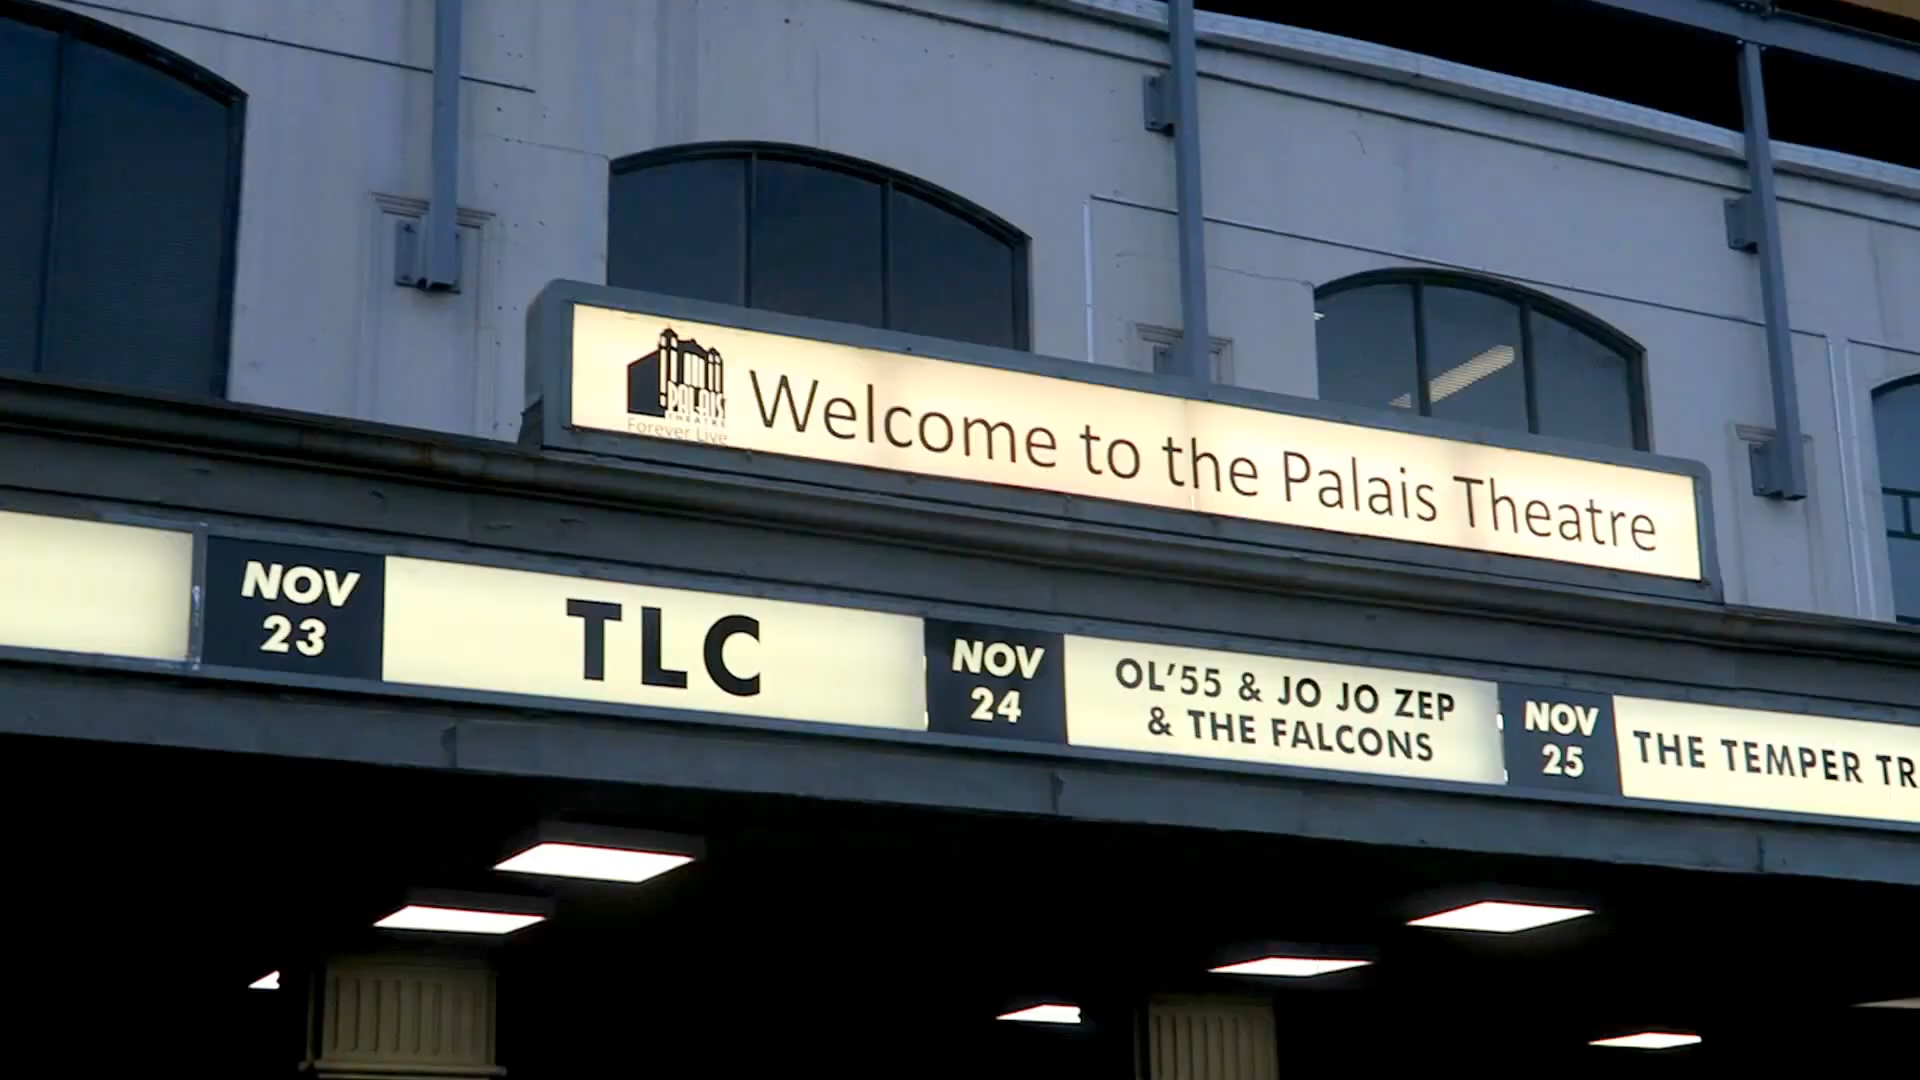 PALAIS
THEATRE
Forever Live
Welcome to the Palais Theatre
NOV
23
TLC
NOV
24
OL'55 & JO JO ZEP
& THE FALCONS
NOV
25
THE TEMPER TR